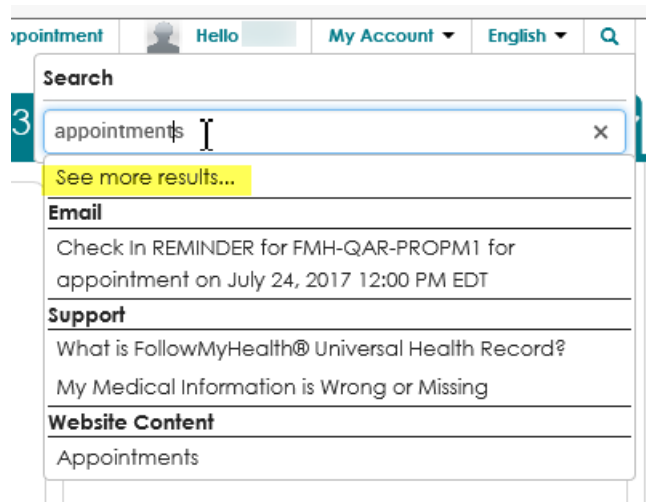 Hello My Account English
Search
3
appointments
See more results...
Email
Check In REMINDER for FMH-QAR-PROPM1 for
appointment on July 24, 2017 12:00 PM EDT
Support
What is FollowMyHealth® Universal Health Record?
My Medical Information is Wrong or Missing
Website Content
Appointments